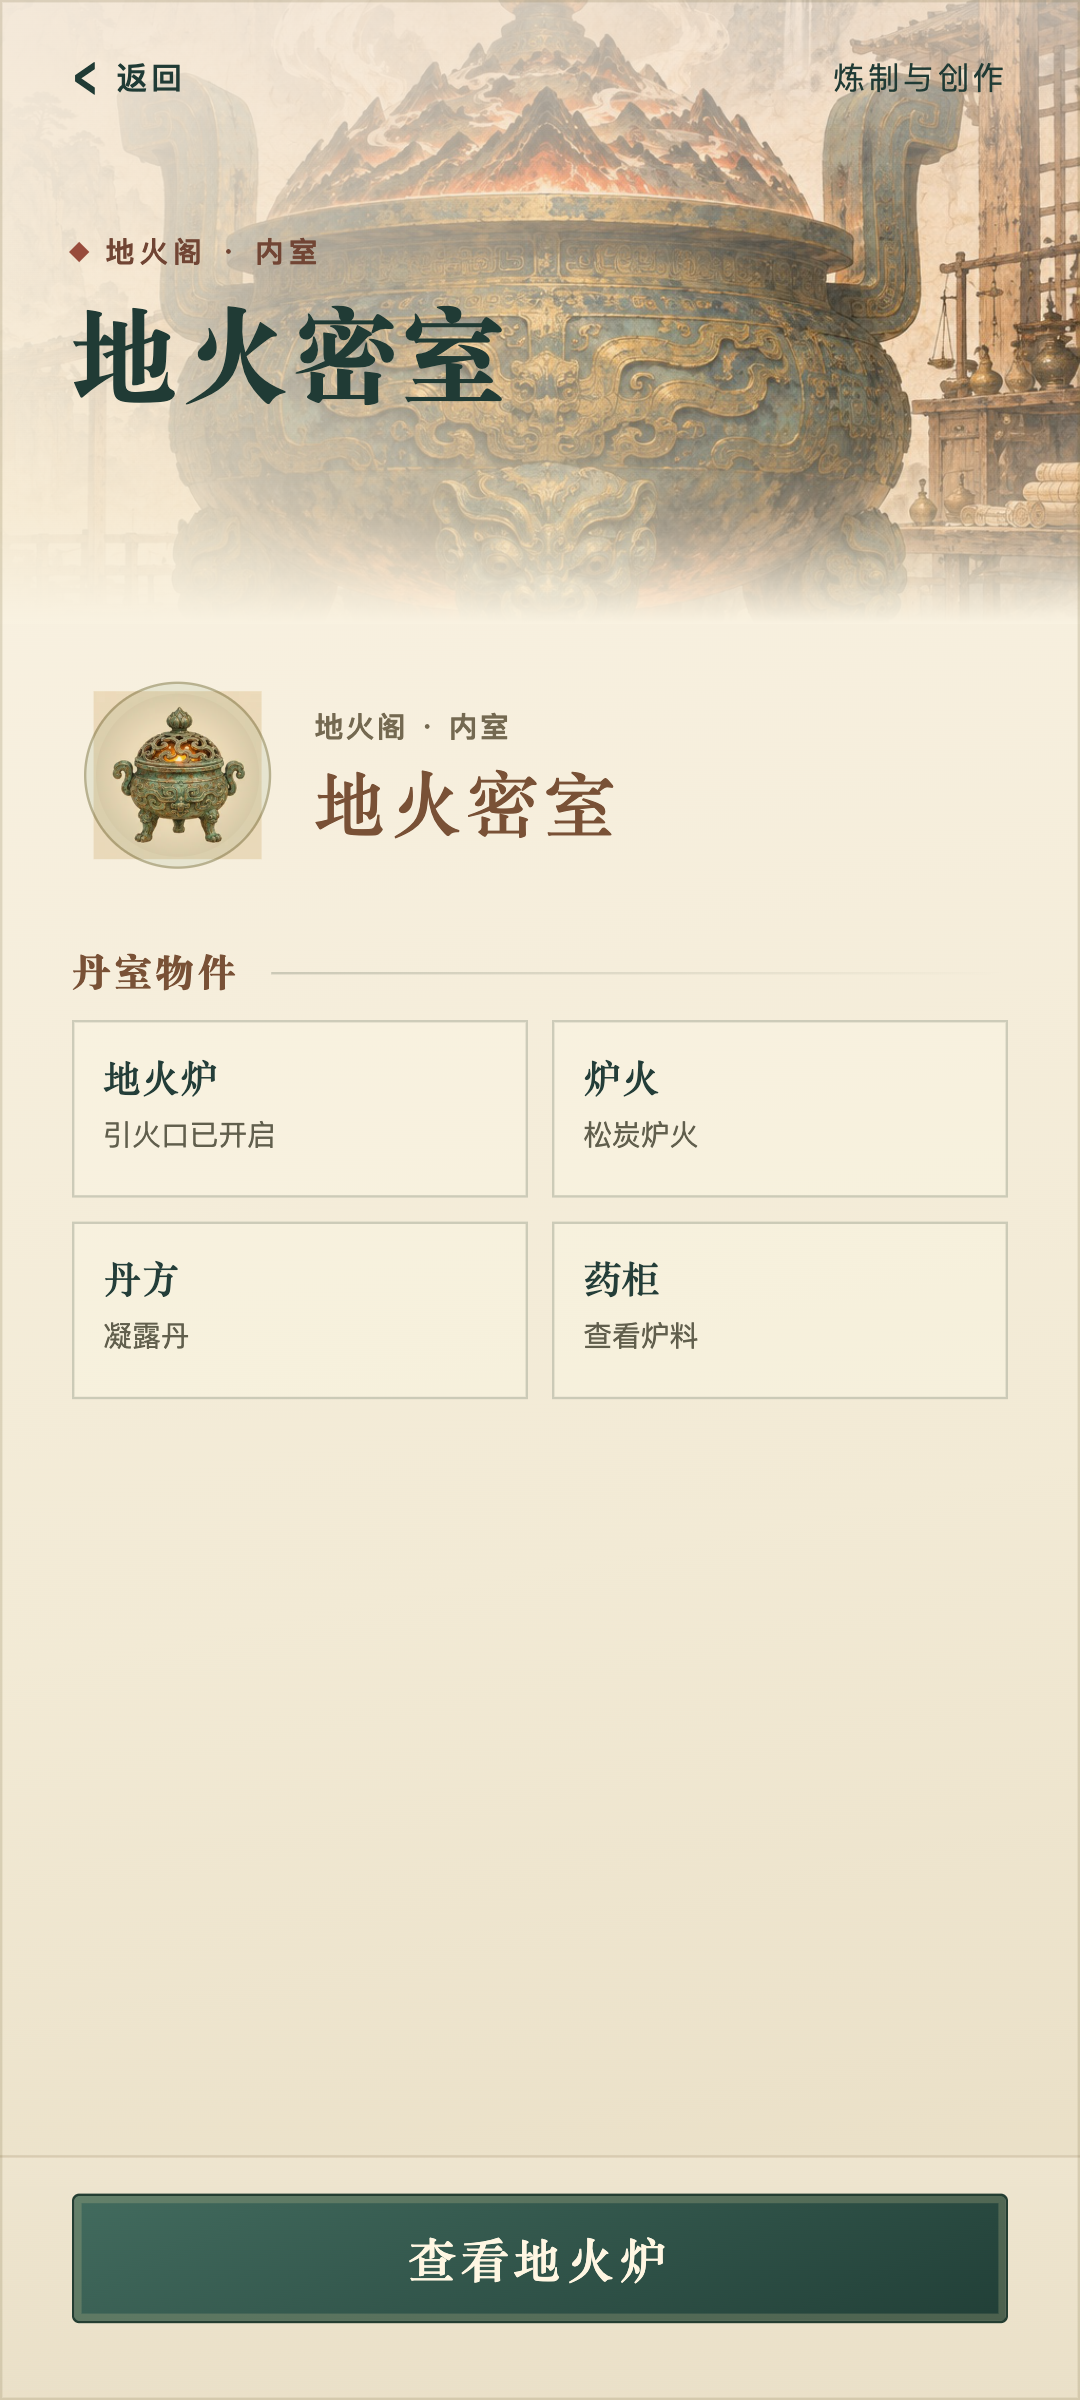 返回
炼制与创作
地火阁 · 内室
地火密室
地火阁 · 内室
地火密室
丹室物件
地火炉
引火口已开启
炉火
松炭炉火
丹方
凝露丹
药柜
查看炉料
查看地火炉